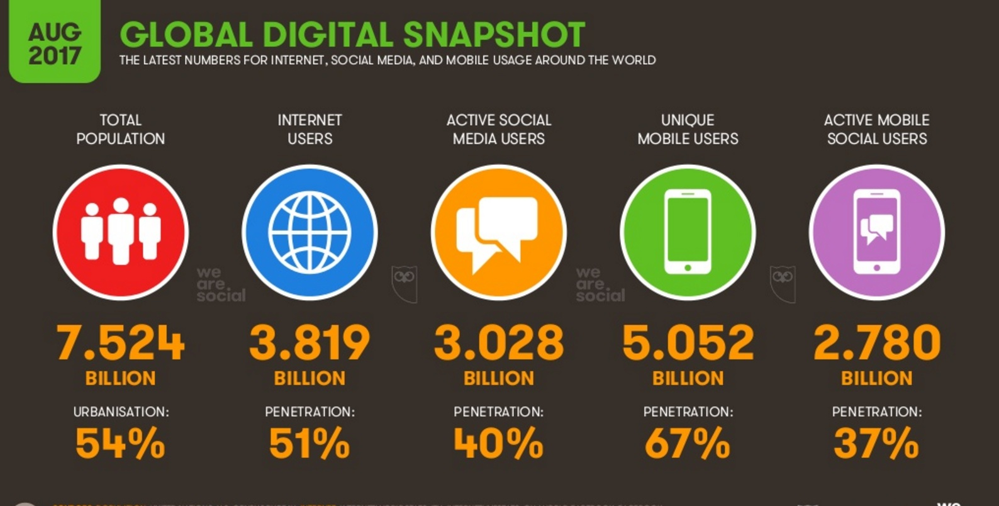 AUG
2017
GLOBAL DIGITAL SNAPSHOT
THE LATEST NUMBERS FOR INTERNET, SOCIAL MEDIA, AND MOBILE USAGE AROUND THE WORLD
TOTAL
POPULATION
INTERNET
USERS
ACTIVE SOCIAL
MEDIA USERS
UNIQUE
MOBILE USERS
ACTIVE MOBILE
SOCIAL USERS
we
are
social
we
are
social
7.524
BILLION
3.819
BILLION
3.028
BILLION
5.052
BILLION
2.780
BILLION
URBANISATION:
54%
PENETRATION:
51%
PENETRATION:
40%
PENETRATION:
67%
PENETRATION:
37%
we